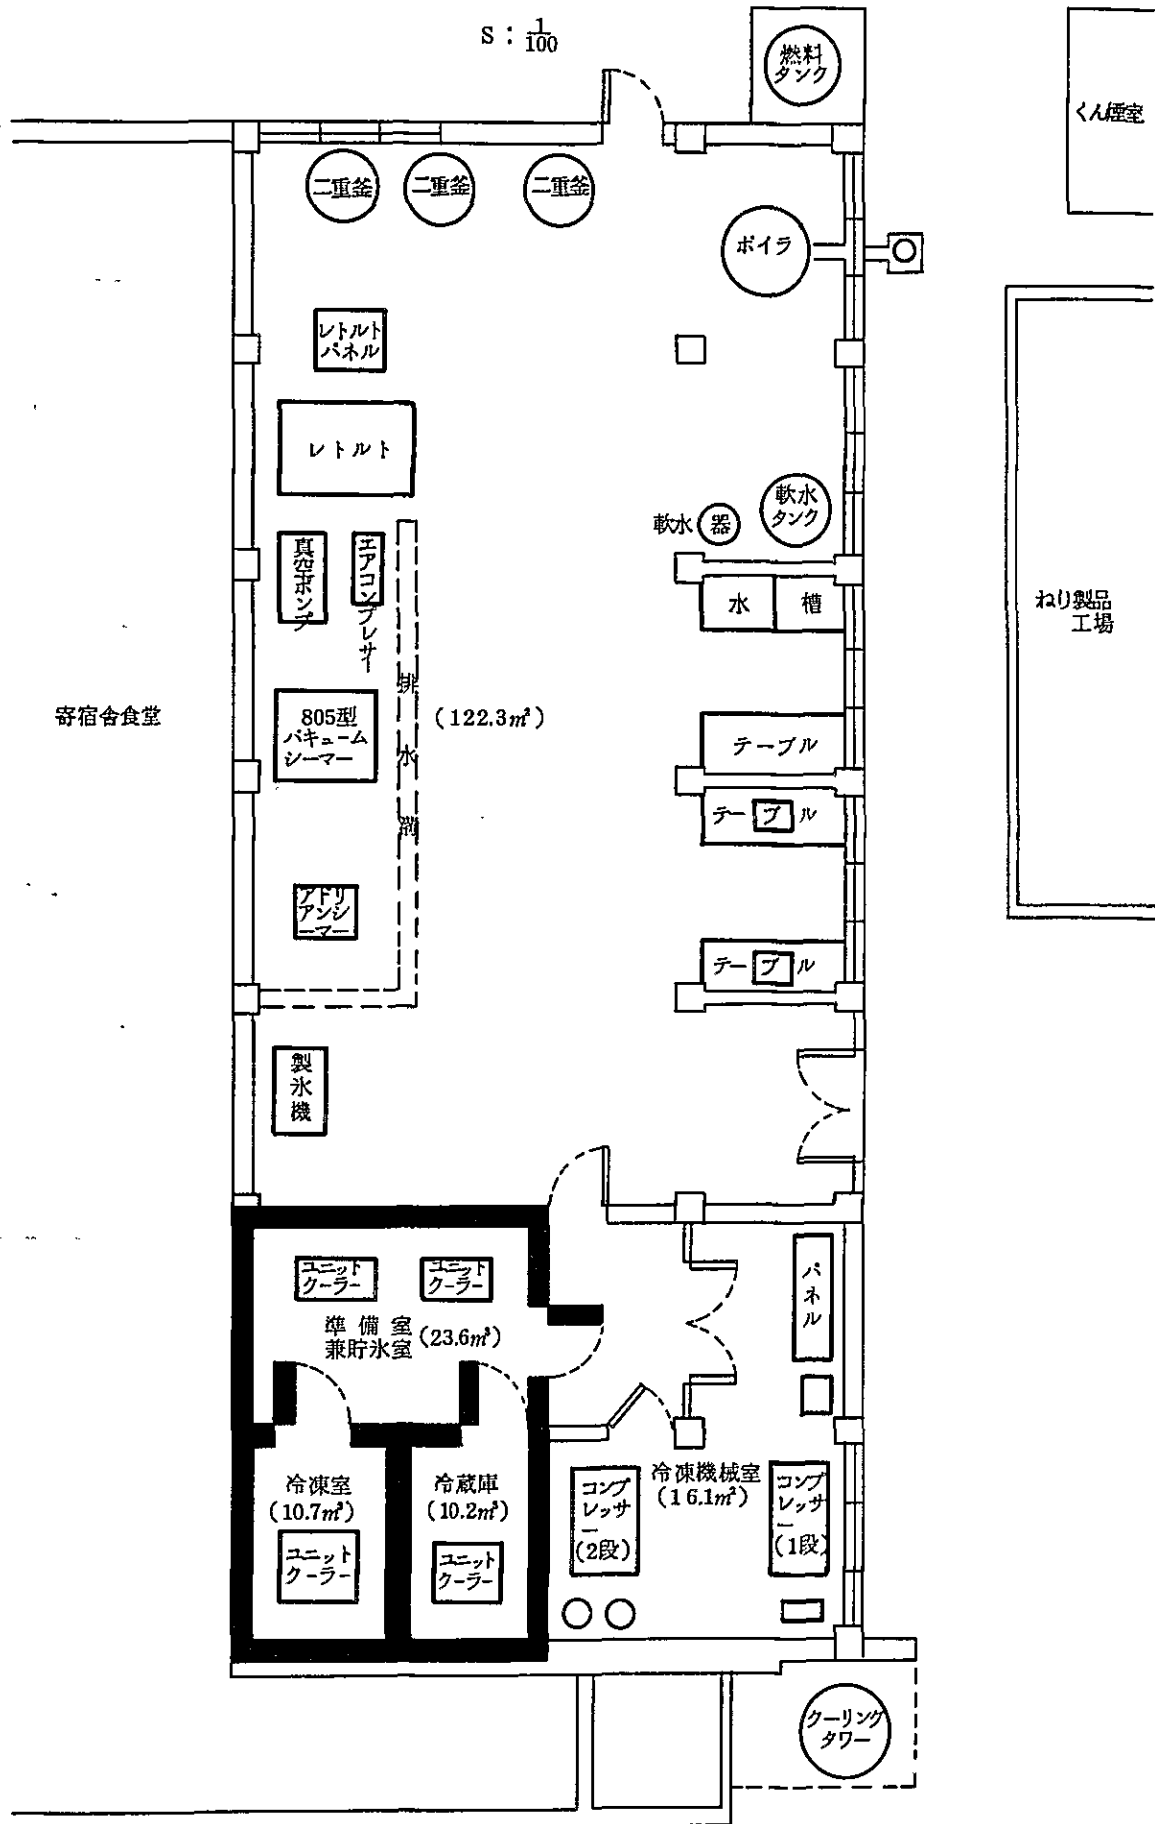 S : 1/100
燃料
タンク
くん煙室
二重釜
二重釜
二重釜
ボイラ
レトルト
パネル
レトルト
軟水
タンク
軟水 器
真空ポンプ
エアコンプレサー
水 槽
ねり製品
工場
寄宿舎食堂
805型
バキューム
シーマー
排水溝
(122.3㎡)
テーブル
テーブル
アドリ
アンシ
ーマー
テーブル
製氷機
ユニット
クーラー
ユニット
クーラー
パネル
準備室
兼貯氷室
(23.6㎥)
冷凍室
(10.7㎥)
冷蔵庫
(10.2㎥)
冷凍機械室
(16.1㎡)
コンプ
レッサ
ー
(2段)
コンプ
レッサ
ー
(1段)
ユニット
クーラー
ユニット
クーラー
クーリング
タワー